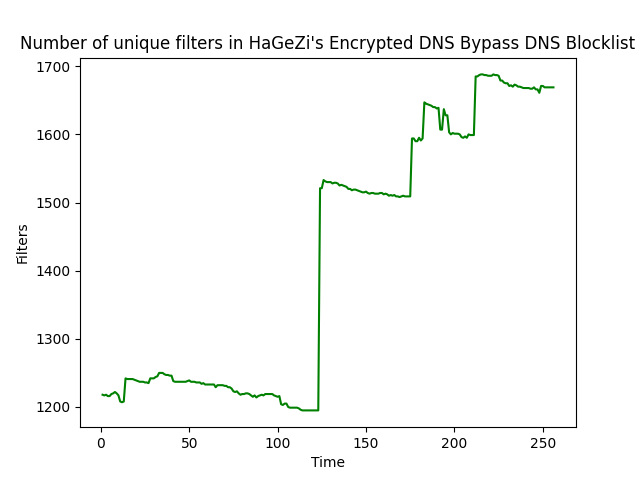 Number of unique filters in HaGeZi's Encrypted DNS Bypass DNS Blocklist
1700
1600
1500
1400
1300
1200
Filters
0 50 100 150 200 250
Time